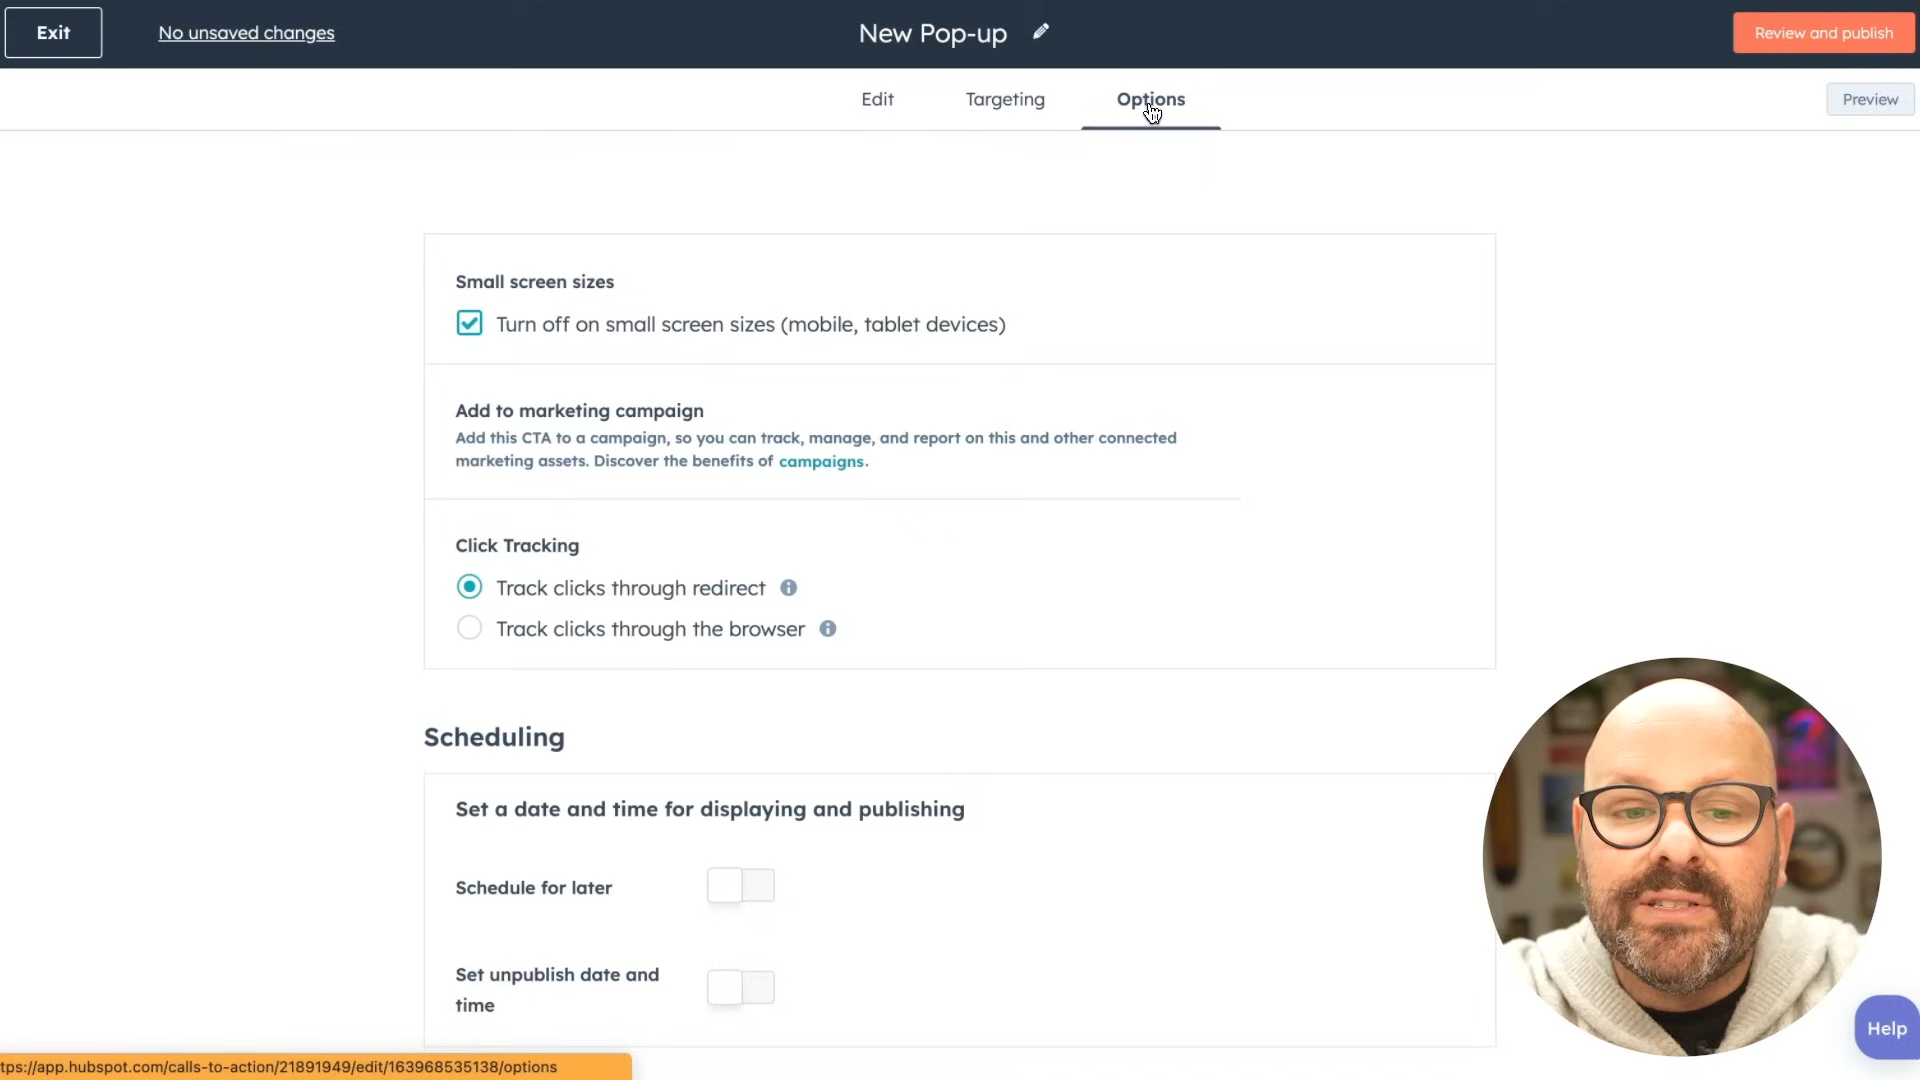 Exit
No unsaved changes
New Pop-up
Review and publish
Edit
Targeting
Options
Preview
Small screen sizes
Turn off on small screen sizes (mobile, tablet devices)
Add to marketing campaign
Add this CTA to a campaign, so you can track, manage, and report on this and other connected
marketing assets. Discover the benefits of campaigns.
Click Tracking
Track clicks through redirect
Track clicks through the browser
Scheduling
Set a date and time for displaying and publishing
Schedule for later
Set unpublish date and
time
Help
tps://app.hubspot.com/calls-to-action/21891949/edit/163968535138/options